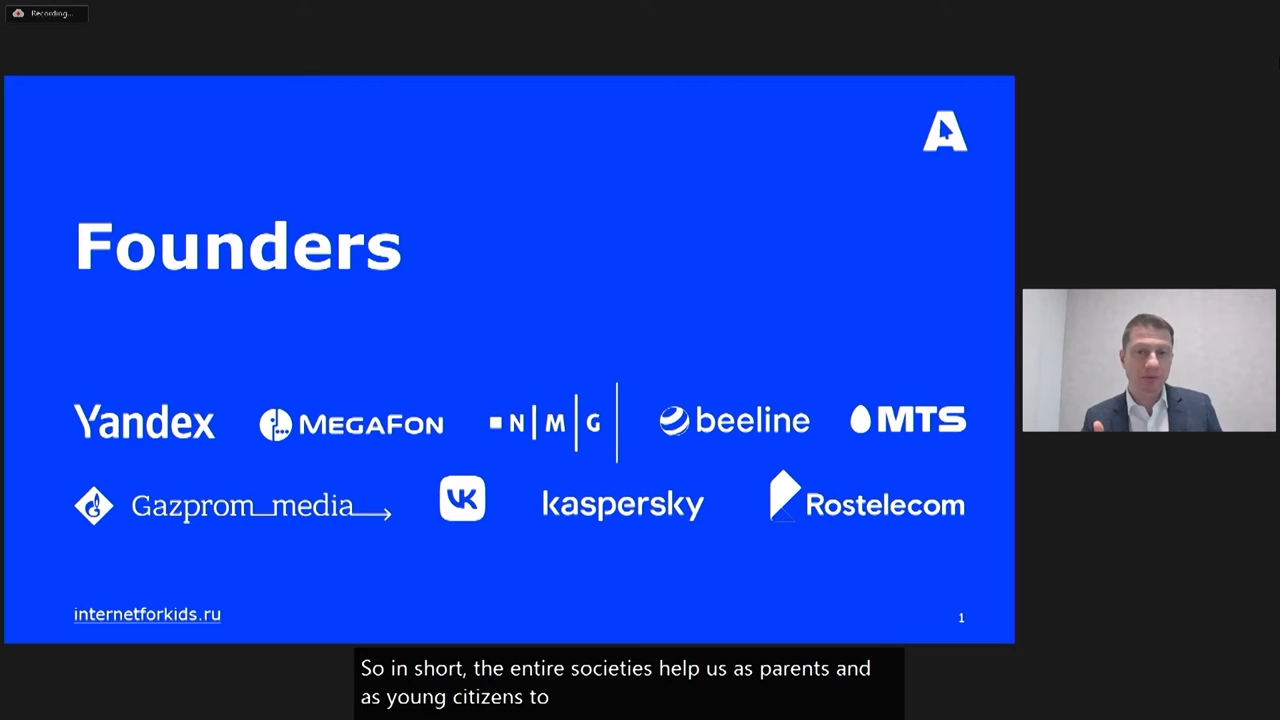 Recording...
A
Founders
Yandex
MEGAFON
N M G
beeline
MTS
Gazprom_media
VK
kaspersky
Rostelecom
internetforkids.ru
1
So in short, the entire societies help us as parents and
as young citizens to